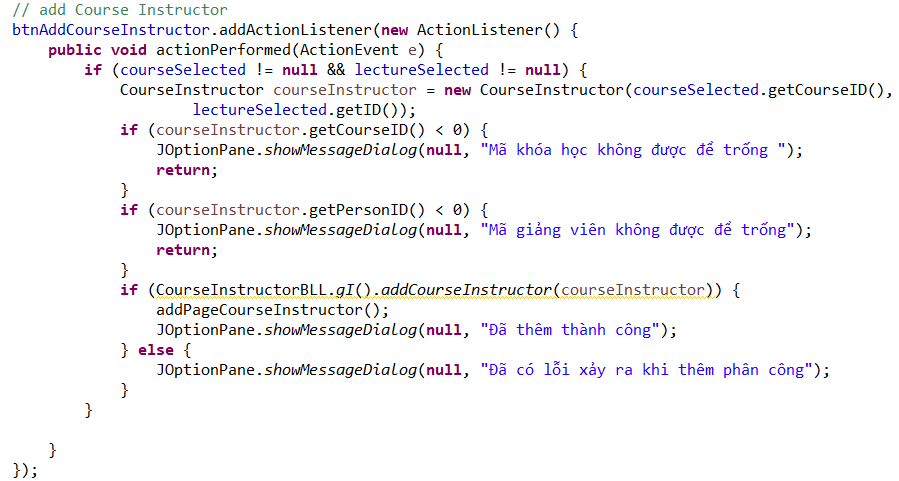 // add Course Instructor
btnAddCourseInstructor.addActionListener(new ActionListener() {
    public void actionPerformed(ActionEvent e) {
        if (courseSelected != null && lectureSelected != null) {
            CourseInstructor courseInstructor = new CourseInstructor(courseSelected.getCourseID(),
                    lectureSelected.getID());
            if (courseInstructor.getCourseID() < 0) {
                JOptionPane.showMessageDialog(null, "Mã khóa học không được để trống ");
                return;
            }
            if (courseInstructor.getPersonID() < 0) {
                JOptionPane.showMessageDialog(null, "Mã giảng viên không được để trống");
                return;
            }
            if (CourseInstructorBLL.gI().addCourseInstructor(courseInstructor)) {
                addPageCourseInstructor();
                JOptionPane.showMessageDialog(null, "Đã thêm thành công");
            } else {
                JOptionPane.showMessageDialog(null, "Đã có lỗi xảy ra khi thêm phân công");
            }
        }

    }
});